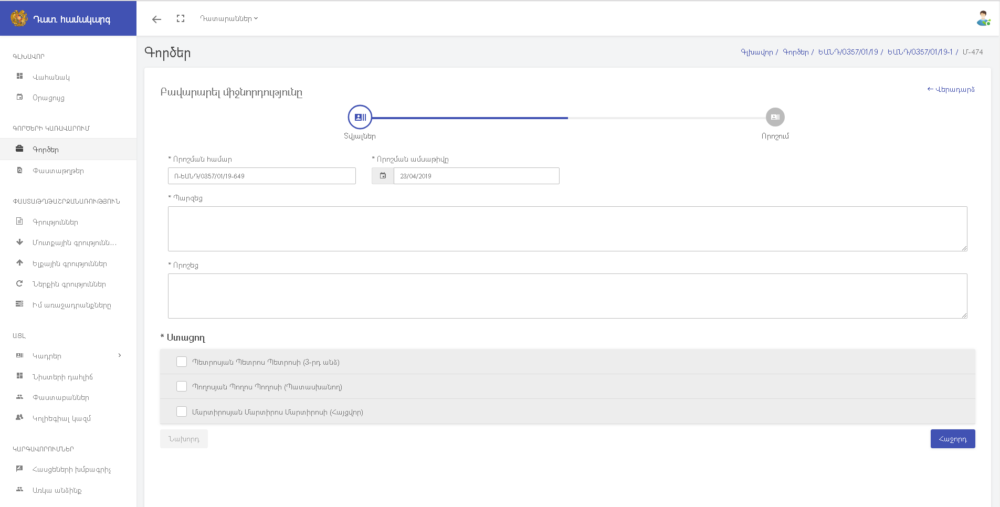 Դատ. համակարգ
Դատարաններ
ԳԼԽԱՎՈՐ
Վահանակ
Օրացույց
ԳՈՐԾԵՐԻ ԿԱՌԱՎԱՐՈՒՄ
Գործեր
Փաստաթղթեր
ՓԱՍՏԱԹՂԹԱՇՐՋԱՆԱՌՈՒԹՅՈՒՆ
Գրություններ
Մուտքային գրությունն...
Ելքային գրություններ
Ներքին գրություններ
Իմ առաջադրանքները
ԱՅԼ
Կադրեր
Նիստերի դահլիճ
Փաստաբաններ
Կոլիեգիալ կազմ
ԿԱՐԳԱՎՈՐՈՒՄՆԵՐ
Հասցեների խմբագրիչ
Առկա անձինք
Գործեր
Գլխավոր / Գործեր / ԵԱՆԴ/0357/01/19 / ԵԱՆԴ/0357/01/19-1 / Մ-474
Բավարարել միջնորդությունը
← Վերադարձ
Տվյալներ
Որոշում
* Որոշման համար
* Որոշման ամսաթիվը
Ո-ԵԱՆԴ/0357/01/19-649
23/04/2019
* Պարզեց
* Որոշեց
* Ստացող
Պետրոսյան Պետրոս Պետրոսի (3-րդ անձ)
Պողոսյան Պողոս Պողոսի (Պատասխանող)
Մարտիրոսյան Մարտիրոս Մարտիրոսի (Հայցվոր)
Նախորդ
Հաջորդ